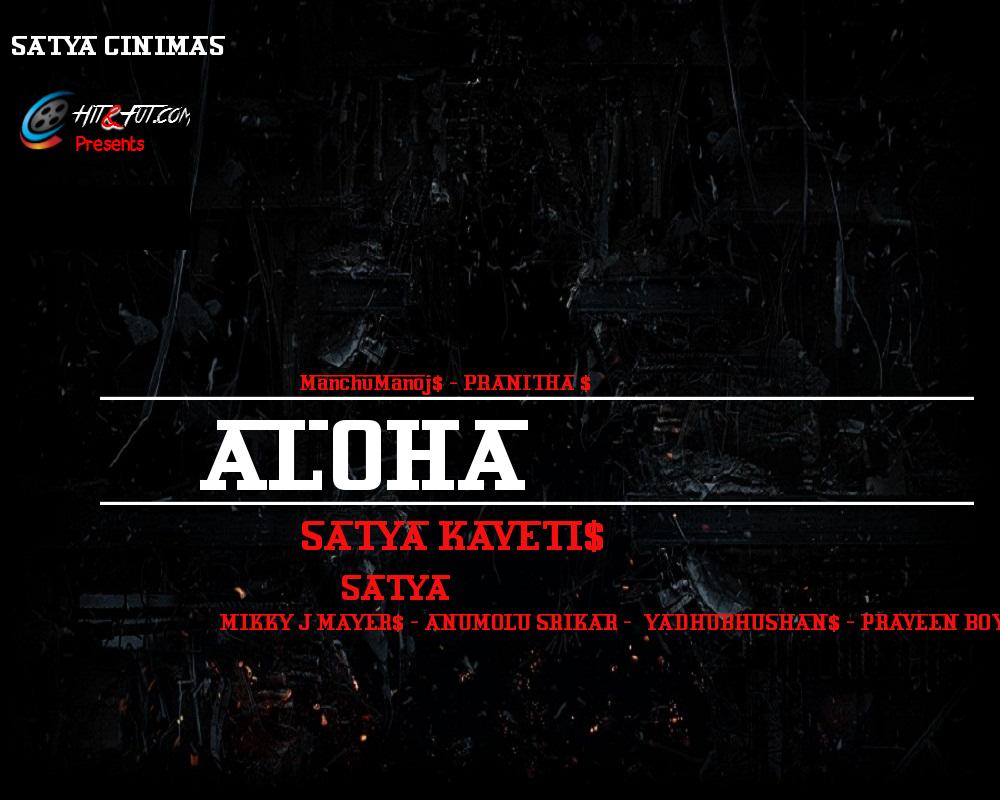 SATYA CINIMAS
HIT&FUT.COM
Presents
ManchuManoj$ - PRANITHA $
ALOHA
SATYA KAVETI$
SATYA
MIKKY J MAYER$ - ANUMOLU SRIKAR - YADHUBHUSHAN$ - PRAVEEN BOY